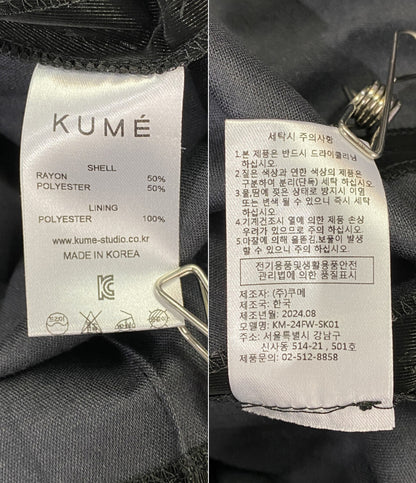 KUMÉ
SHELL
RAYON 50%
POLYESTER 50%
LINING
POLYESTER 100%
www.kume-studio.co.kr
MADE IN KOREA
세탁시 주의사항
1.본 제품은 반드시 드라이클리닝
하십시오.
2.짙은 색상과 연한 색상의 제품은
구분하여 분리(단독) 세탁 하십시오.
3.물,땀에 젖은 상태로 방치시 이염
또는 변색 될 수 있으니 즉시 세탁
하십시오.
4.기계건조시 열에 의한 제품 손상
우려가 있으므로 주의 하십시오.
5.마찰에 의해 올뜯김,보풀이 발생
할 수 있으니 주의하십시오.
전기용품및생활용품안전
관리법에 의한 품질표시
제조자: (주)쿠메
제조국: 한국
제조년월: 2024.08
모델명: KM-24FW-SK01
주소: 서울특별시 강남구
신사동 514-21 , 501호
제품문의: 02-512-8858